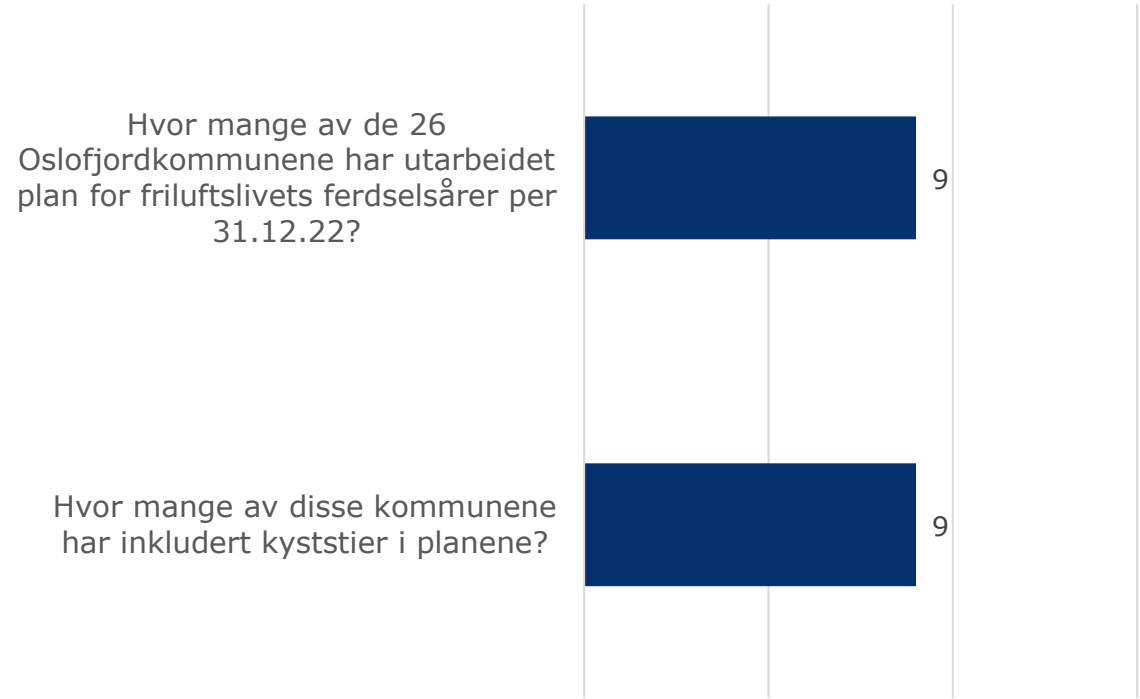 Hvor mange av de 26
Oslofjordkommunene har utarbeidet
plan for friluftslivets ferdselsårer per
31.12.22?
9
Hvor mange av disse kommunene
har inkludert kyststier i planene?
9